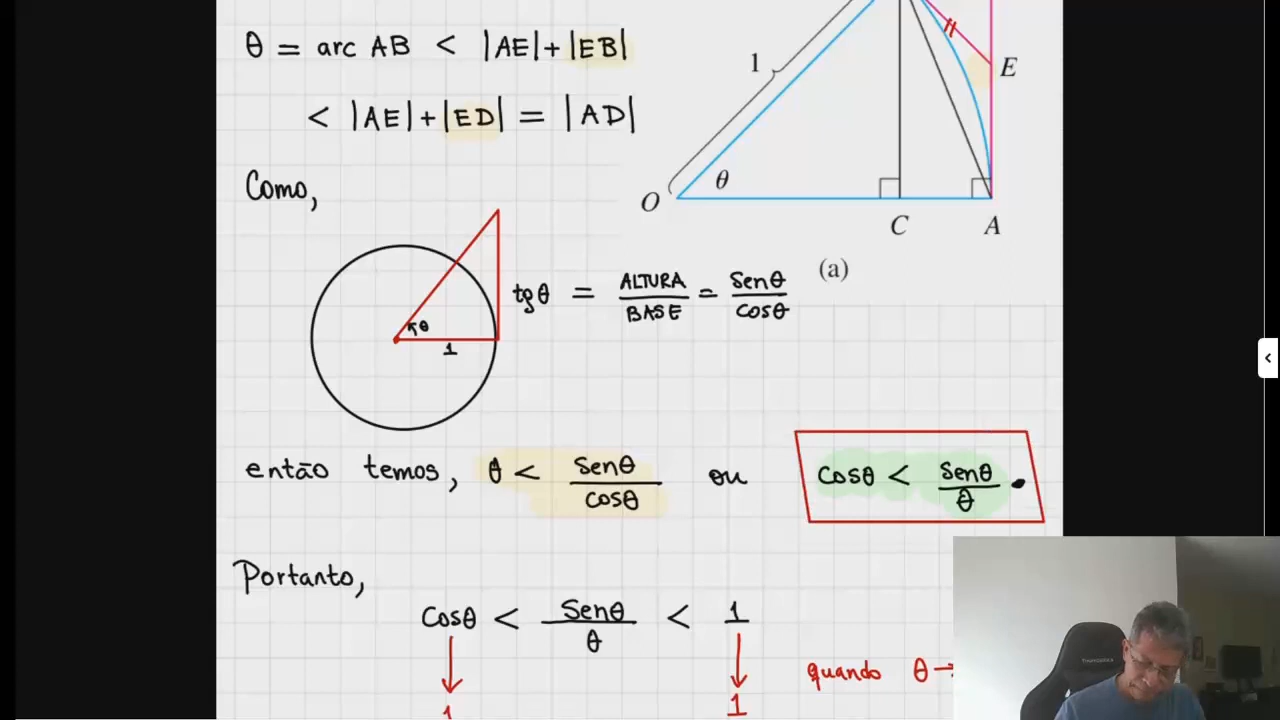 θ = arc AB < |AE| + |EB|
< |AE| + |ED| = |AD|
1
E
O
θ
C
A
(a)
Como,
θ
1
tgθ = ALTURA/BASE = senθ/cosθ
então temos, θ < senθ/cosθ ou cosθ < senθ/θ.
Portanto,
cosθ < senθ/θ < 1
quando θ →
1
1